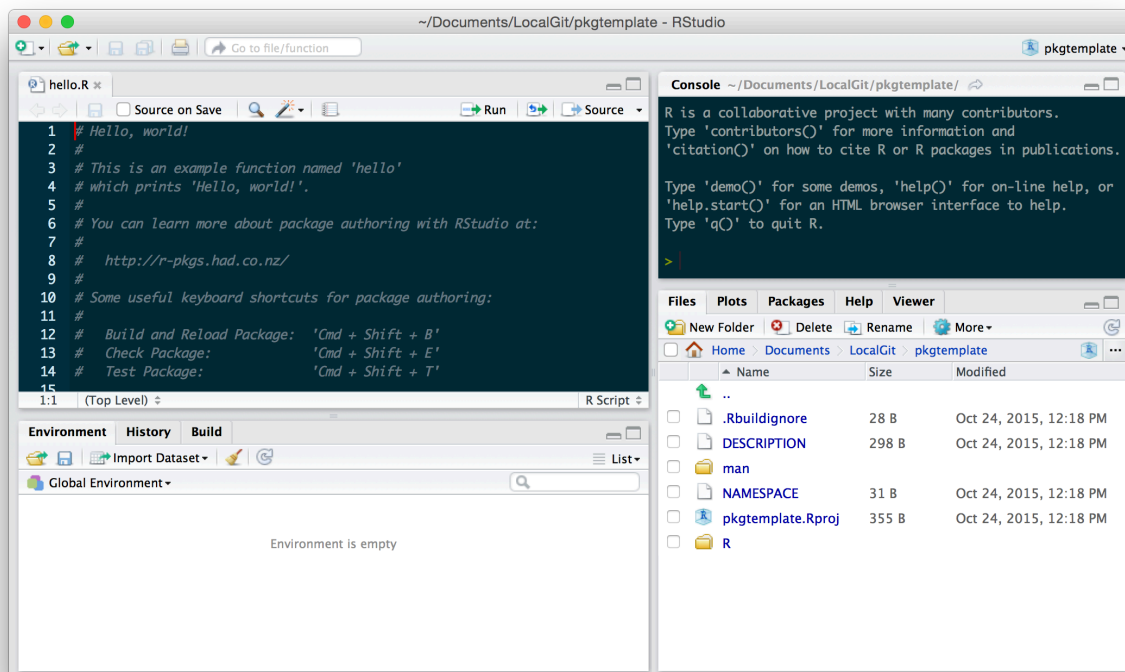 ~/Documents/LocalGit/pkgtemplate - RStudio
Go to file/function
pkgtemplate
hello.R
Source on Save
Run
Source
1 # Hello, world!
2 #
3 # This is an example function named 'hello'
4 # which prints 'Hello, world!'.
5 #
6 # You can learn more about package authoring with RStudio at:
7 #
8 #   http://r-pkgs.had.co.nz/
9 #
10 # Some useful keyboard shortcuts for package authoring:
11 #
12 #   Build and Reload Package:  'Cmd + Shift + B'
13 #   Check Package:             'Cmd + Shift + E'
14 #   Test Package:              'Cmd + Shift + T'
15
1:1 (Top Level) R Script
Environment History Build
Import Dataset List
Global Environment
Environment is empty
Console ~/Documents/LocalGit/pkgtemplate/
R is a collaborative project with many contributors.
Type 'contributors()' for more information and
'citation()' on how to cite R or R packages in publications.
Type 'demo()' for some demos, 'help()' for on-line help, or
'help.start()' for an HTML browser interface to help.
Type 'q()' to quit R.
>
Files Plots Packages Help Viewer
New Folder Delete Rename More
Home Documents LocalGit pkgtemplate R ...
Name Size Modified
..
.Rbuildignore 28 B Oct 24, 2015, 12:18 PM
DESCRIPTION 298 B Oct 24, 2015, 12:18 PM
man
NAMESPACE 31 B Oct 24, 2015, 12:18 PM
pkgtemplate.Rproj 355 B Oct 24, 2015, 12:18 PM
R